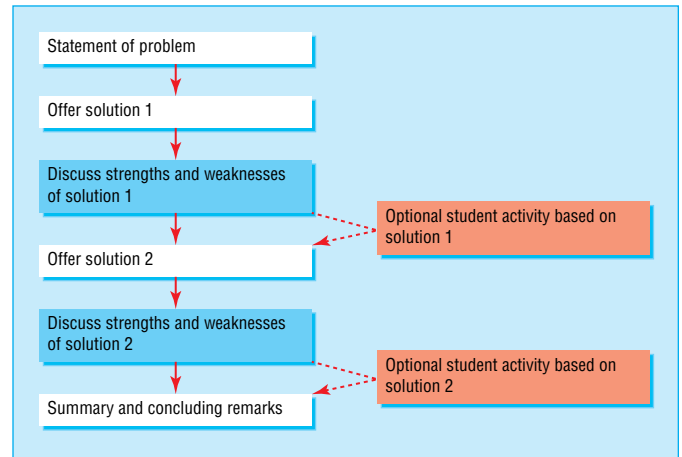 Statement of problem
Offer solution 1
Discuss strengths and weaknesses
of solution 1
Optional student activity based on
solution 1
Offer solution 2
Discuss strengths and weaknesses
of solution 2
Optional student activity based on
solution 2
Summary and concluding remarks